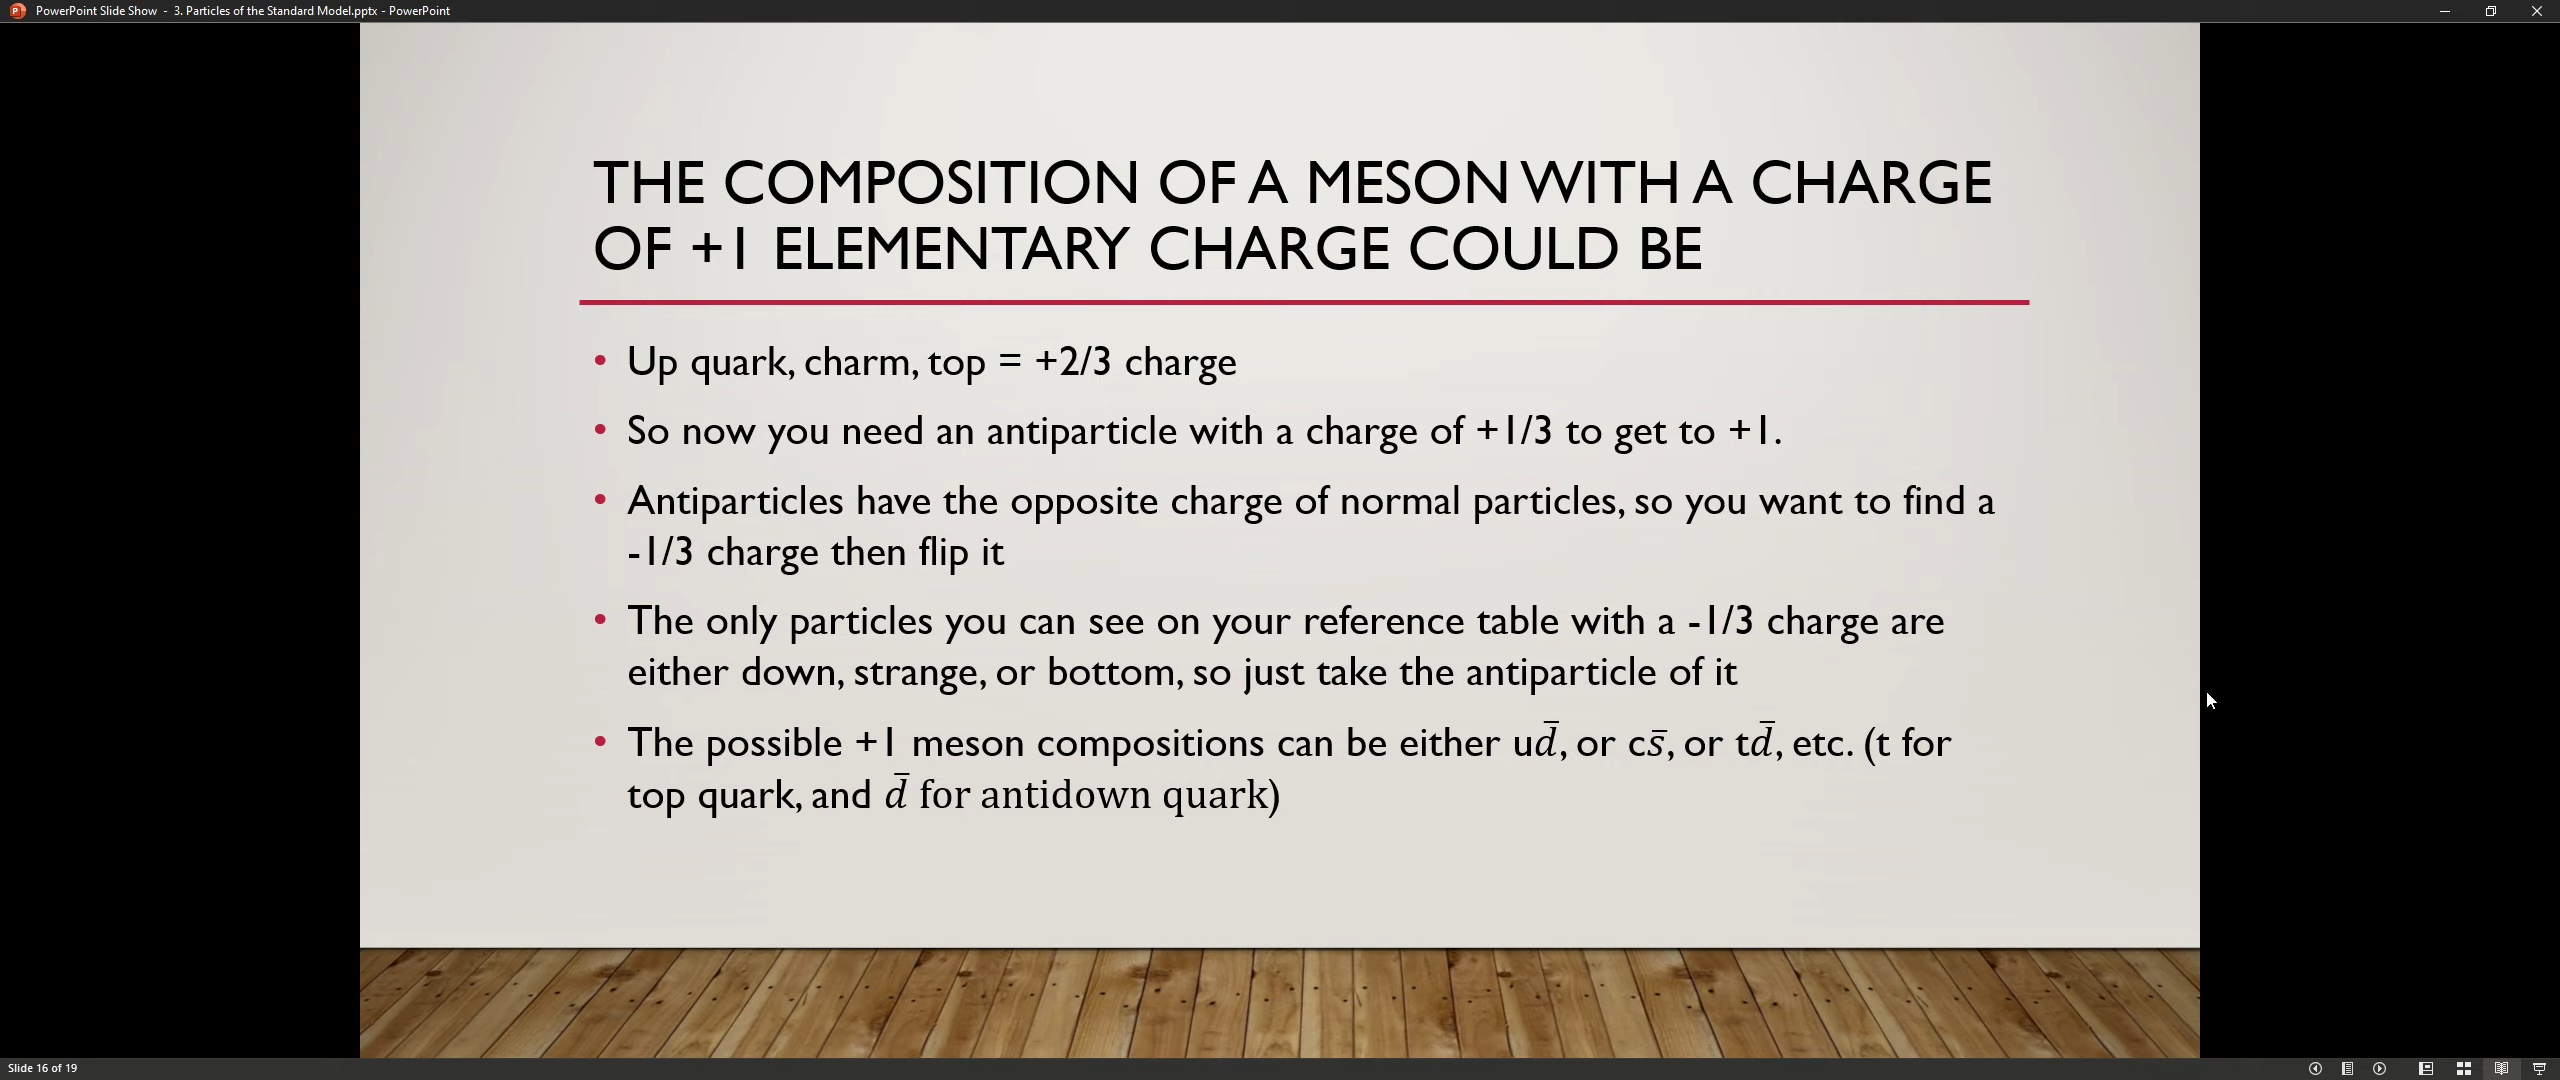 PowerPoint Slide Show - 3. Particles of the Standard Model.pptx - PowerPoint
THE COMPOSITION OF A MESON WITH A CHARGE
OF +1 ELEMENTARY CHARGE COULD BE
• Up quark, charm, top = +2/3 charge
• So now you need an antiparticle with a charge of +1/3 to get to +1.
• Antiparticles have the opposite charge of normal particles, so you want to find a
-1/3 charge then flip it
• The only particles you can see on your reference table with a -1/3 charge are
either down, strange, or bottom, so just take the antiparticle of it
• The possible +1 meson compositions can be either ud̄, or cs̄, or td̄, etc. (t for
top quark, and d̄ for antidown quark)
Slide 16 of 19